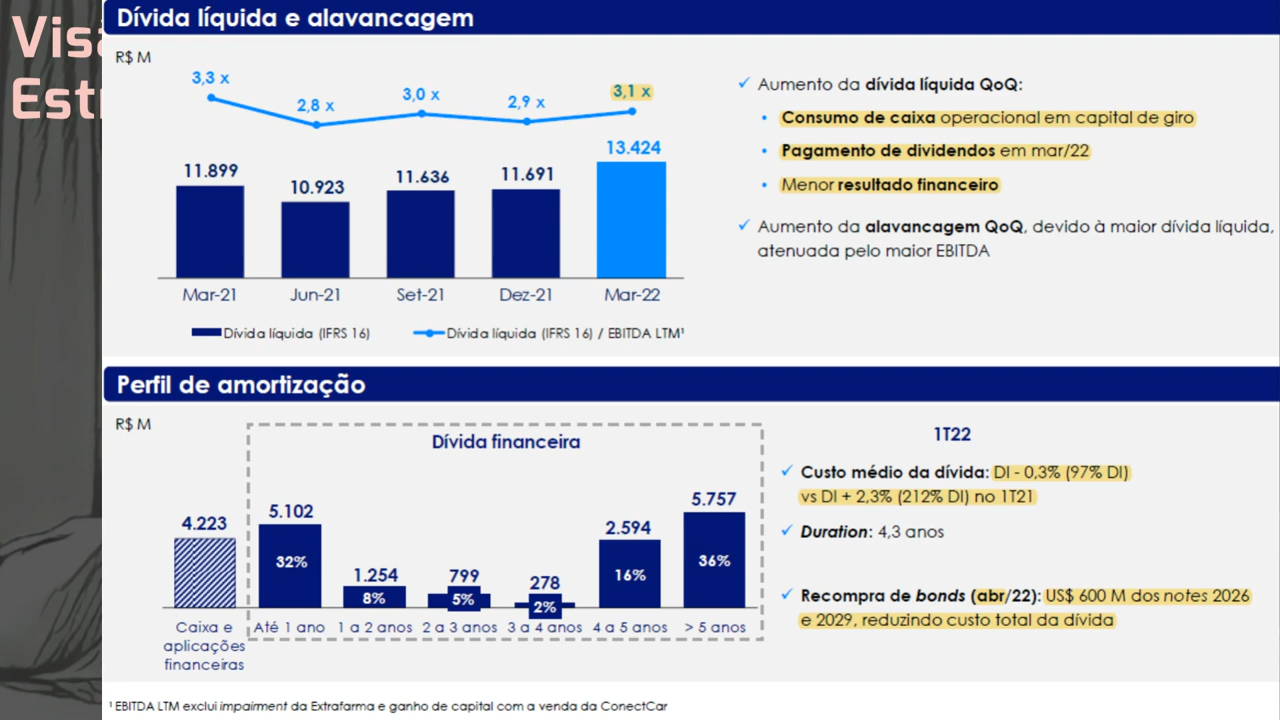 Dívida líquida e alavancagem
R$ M
3,3 x
2,8 x
3,0 x
2,9 x
3,1 x
11.899
10.923
11.636
11.691
13.424
Mar-21
Jun-21
Set-21
Dez-21
Mar-22
Dívida líquida (IFRS 16)
Dívida líquida (IFRS 16) / EBITDA LTM¹
Aumento da dívida líquida QoQ:
Consumo de caixa operacional em capital de giro
Pagamento de dividendos em mar/22
Menor resultado financeiro
Aumento da alavancagem QoQ, devido à maior dívida líquida,
atenuada pelo maior EBITDA
Perfil de amortização
R$ M
Dívida financeira
4.223
5.102
1.254
799
278
2.594
5.757
32%
8%
5%
2%
16%
36%
Caixa e
aplicações
financeiras
Até 1 ano
1 a 2 anos
2 a 3 anos
3 a 4 anos
4 a 5 anos
> 5 anos
1T22
Custo médio da dívida: DI - 0,3% (97% DI)
vs DI + 2,3% (212% DI) no 1T21
Duration: 4,3 anos
Recompra de bonds (abr/22): US$ 600 M dos notes 2026
e 2029, reduzindo custo total da dívida
¹ EBITDA LTM exclui impairment da Extrafarma e ganho de capital com a venda da ConectCar